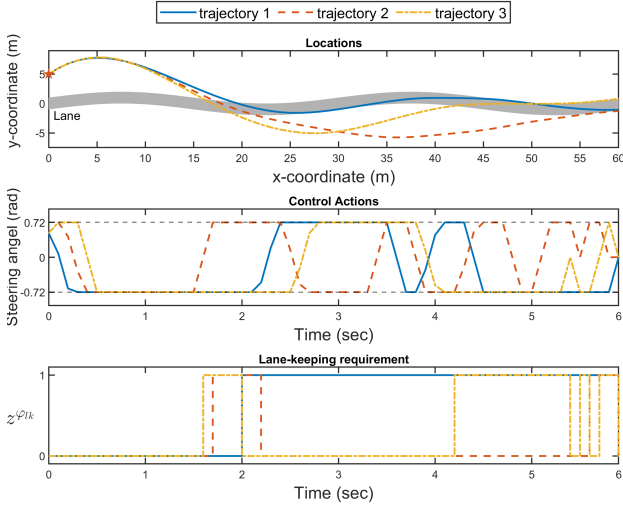 trajectory 1 trajectory 2 trajectory 3
Locations
y-coordinate (m)
5
0
-5
Lane
0 5 10 15 20 25 30 35 40 45 50 55 60
x-coordinate (m)
Control Actions
Steering angel (rad)
0.72
0
-0.72
0 1 2 3 4 5 6
Time (sec)
Lane-keeping requirement
z^φ_lk
1
0
0 1 2 3 4 5 6
Time (sec)